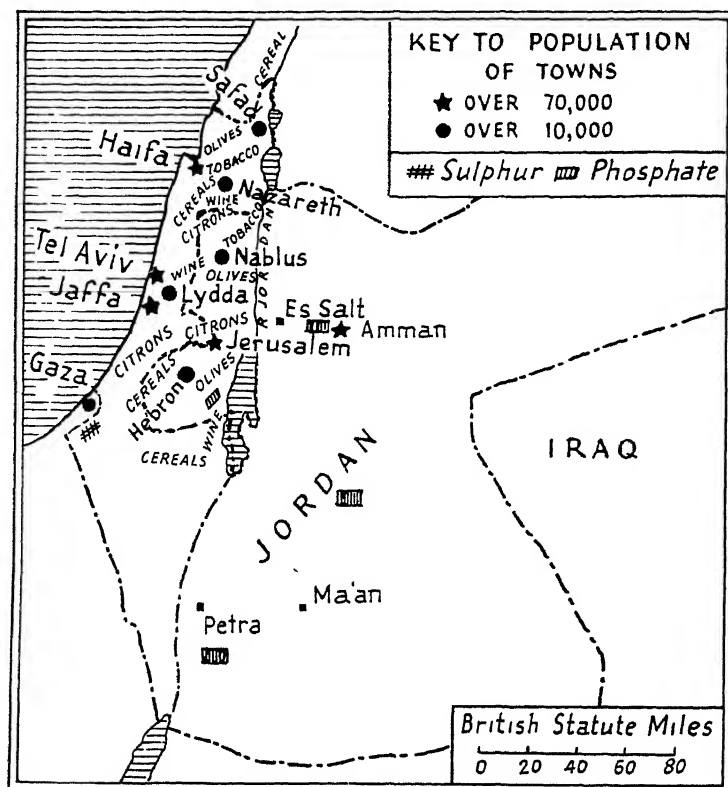 KEY TO POPULATION
OF TOWNS
★ OVER 70,000
● OVER 10,000
Sulphur Phosphate
CEREAL
Safad
OLIVES
Haifa
TOBACCO
CEREALS
Nazareth
WINE
CITRONS
TOBACCO
R JORDAN
Tel Aviv
WINE
Nablus
OLIVES
Jaffa
Lydda
Es Salt
Amman
CITRONS
CITRONS
Jerusalem
Gaza
CEREALS
OLIVES
Hebron
WINE
CEREALS
IRAQ
JORDAN
Ma'an
Petra
British Statute Miles
0 20 40 60 80